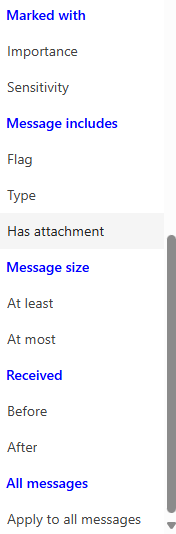 Marked with
Importance
Sensitivity
Message includes
Flag
Type
Has attachment
Message size
At least
At most
Received
Before
After
All messages
Apply to all messages